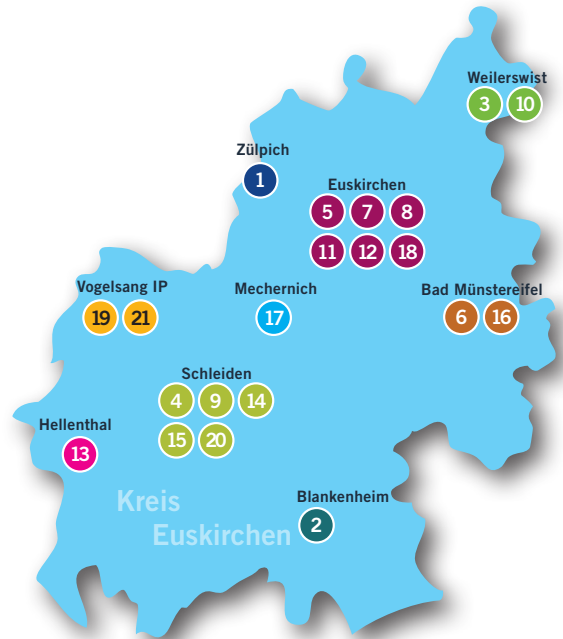 Weilerswist
3 10
Zülpich
1
Euskirchen
5 7 8
11 12 18
Vogelsang IP
19 21
Mechernich
17
Bad Münstereifel
6 16
Schleiden
4 9 14
15 20
Hellenthal
13
Blankenheim
2
Kreis
Euskirchen